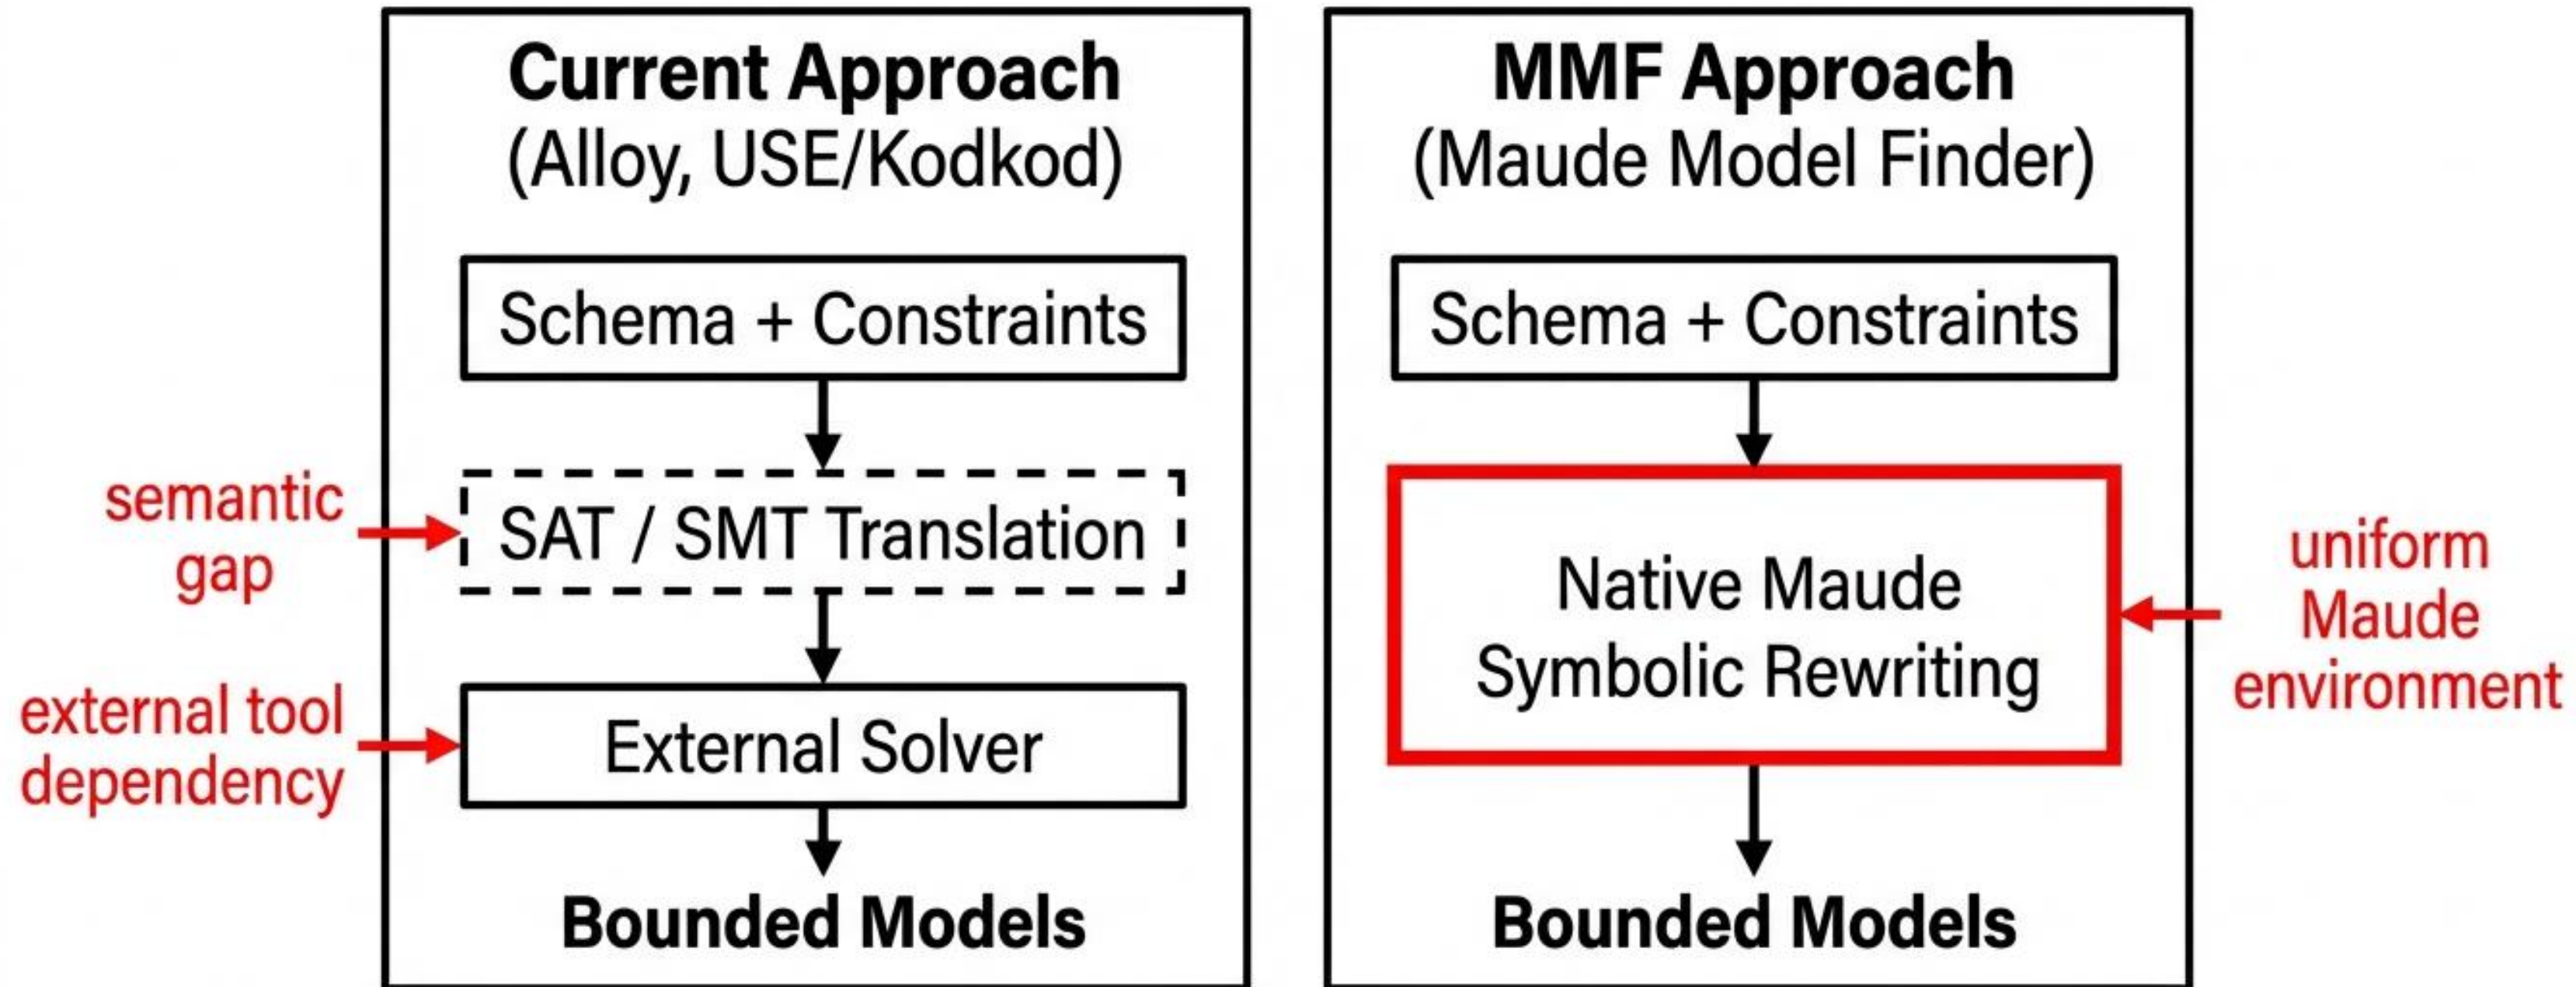 Current Approach
(Alloy, USE/Kodkod)
Schema + Constraints
semantic
gap
SAT / SMT Translation
external tool
dependency
External Solver
Bounded Models
MMF Approach
(Maude Model Finder)
Schema + Constraints
Native Maude
Symbolic Rewriting
uniform
Maude
environment
Bounded Models